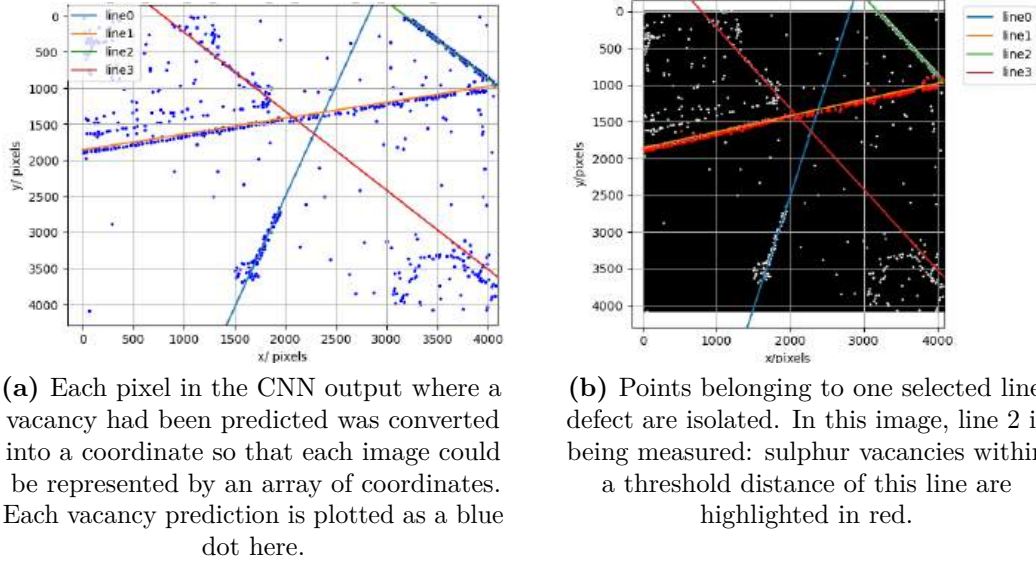 line0
line1
line2
line3
0
500
1000
1500
2000
2500
3000
3500
4000
y/ pixels
0 500 1000 1500 2000 2500 3000 3500 4000
x/ pixels
line0
line1
line2
line3
0
500
1000
1500
2000
2500
3000
3500
4000
y/pixels
0 1000 2000 3000 4000
x/pixels
(a) Each pixel in the CNN output where a
vacancy had been predicted was converted
into a coordinate so that each image could
be represented by an array of coordinates.
Each vacancy prediction is plotted as a blue
dot here.
(b) Points belonging to one selected line
defect are isolated. In this image, line 2 i
being measured: sulphur vacancies within
a threshold distance of this line are
highlighted in red.